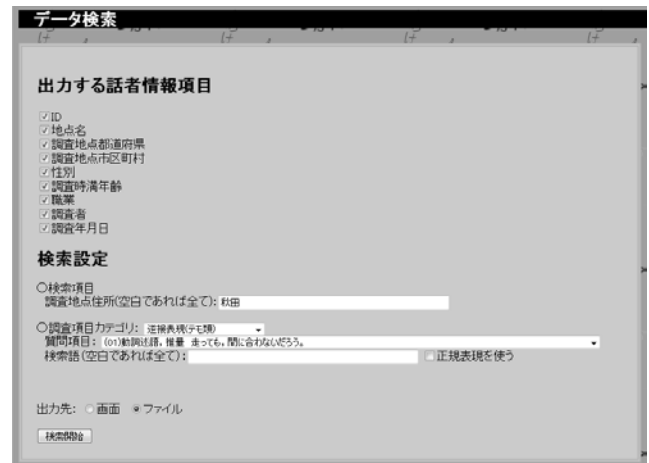 データ検索
出力する話者情報項目
ID
地点名
調査地点都道府県
調査地点市区町村
性別
調査時満年齢
職業
調査者
調査年月日
検索設定
○検索項目
調査地点住所(空白であれば全て): 秋田
○調査項目カテゴリ: 逆接表現(テモ類)
質問項目: (01)動詞述語,推量 走っても,間に合わないだろう。
検索語(空白であれば全て):
正規表現を使う
出力先: 画面 ファイル
検索開始